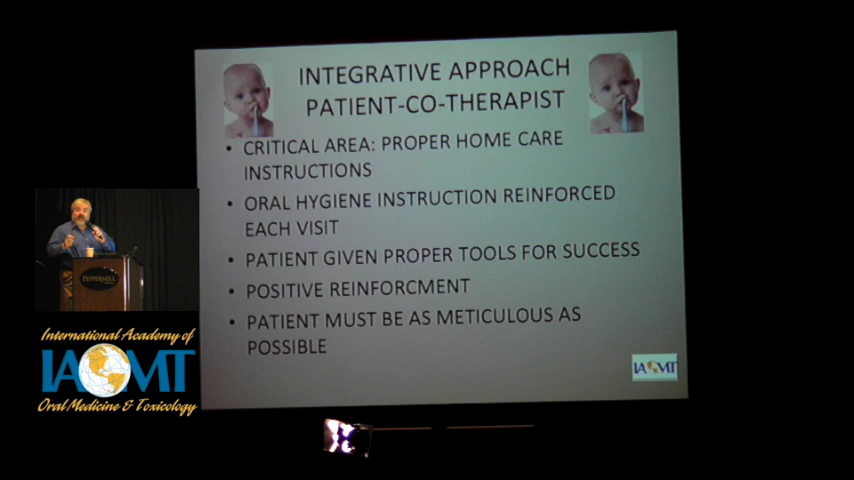 INTEGRATIVE APPROACH
PATIENT-CO-THERAPIST
• CRITICAL AREA: PROPER HOME CARE
INSTRUCTIONS
• ORAL HYGIENE INSTRUCTION REINFORCED
EACH VISIT
• PATIENT GIVEN PROPER TOOLS FOR SUCCESS
• POSITIVE REINFORCMENT
• PATIENT MUST BE AS METICULOUS AS
POSSIBLE
IAOMT
PEPPERMILL
International Academy of
IAOMT
Oral Medicine & Toxicology